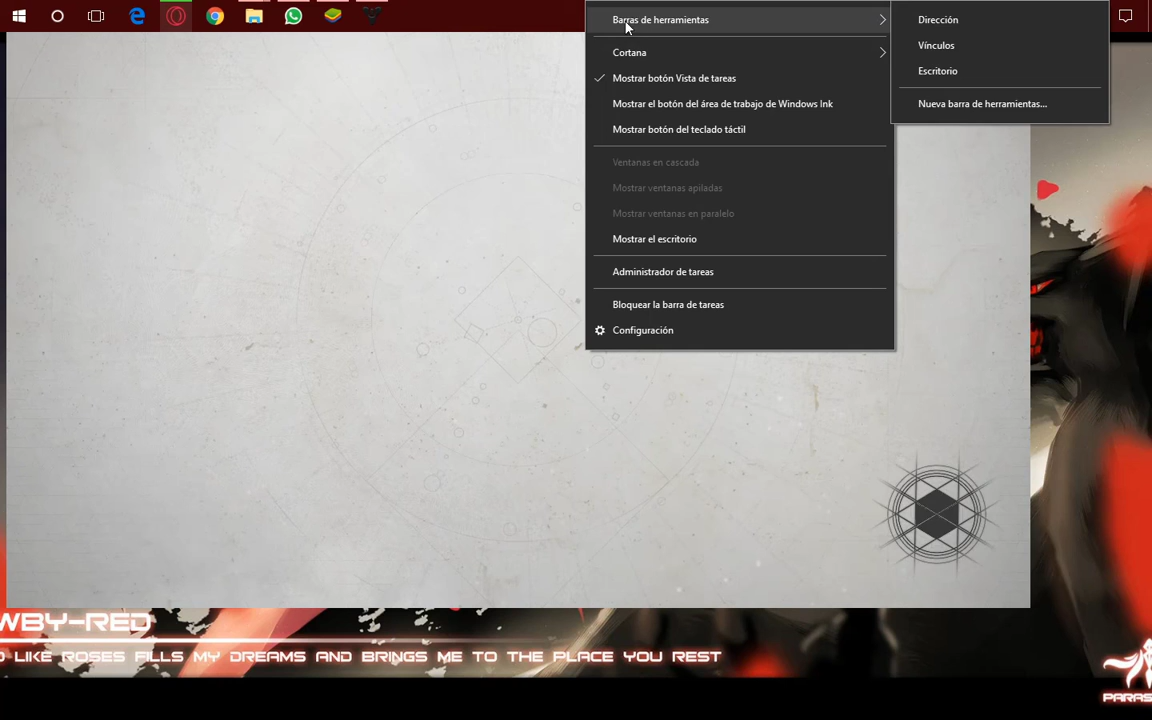 Barras de herramientas
Cortana
Mostrar botón Vista de tareas
Mostrar el botón del área de trabajo de Windows Ink
Mostrar botón del teclado táctil
Ventanas en cascada
Mostrar ventanas apiladas
Mostrar ventanas en paralelo
Mostrar el escritorio
Administrador de tareas
Bloquear la barra de tareas
Configuración
Dirección
Vínculos
Escritorio
Nueva barra de herramientas...
WBY-RED
LIKE ROSES FILLS MY DREAMS AND BRINGS ME TO THE PLACE YOU REST
PARAS